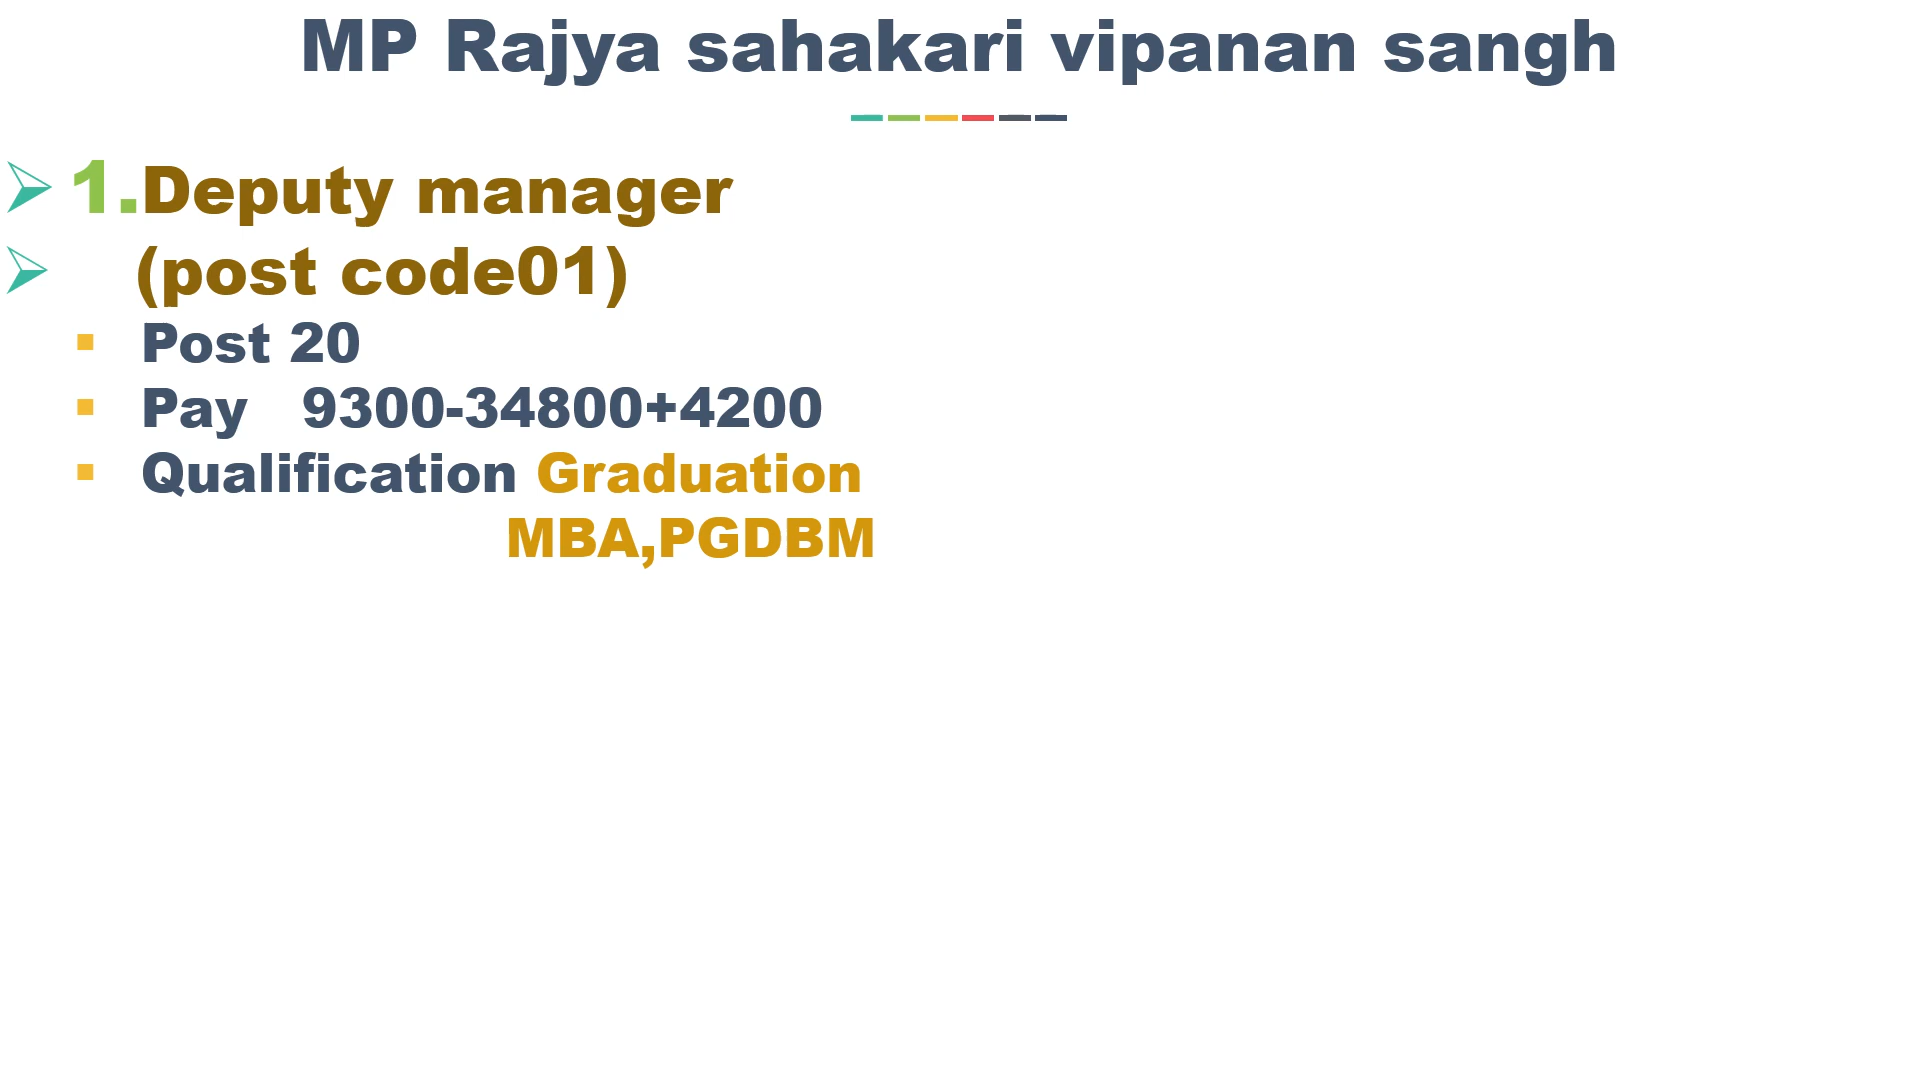 MP Rajya sahakari vipanan sangh
1.Deputy manager
(post code01)
Post 20
Pay 9300-34800+4200
Qualification Graduation
MBA,PGDBM